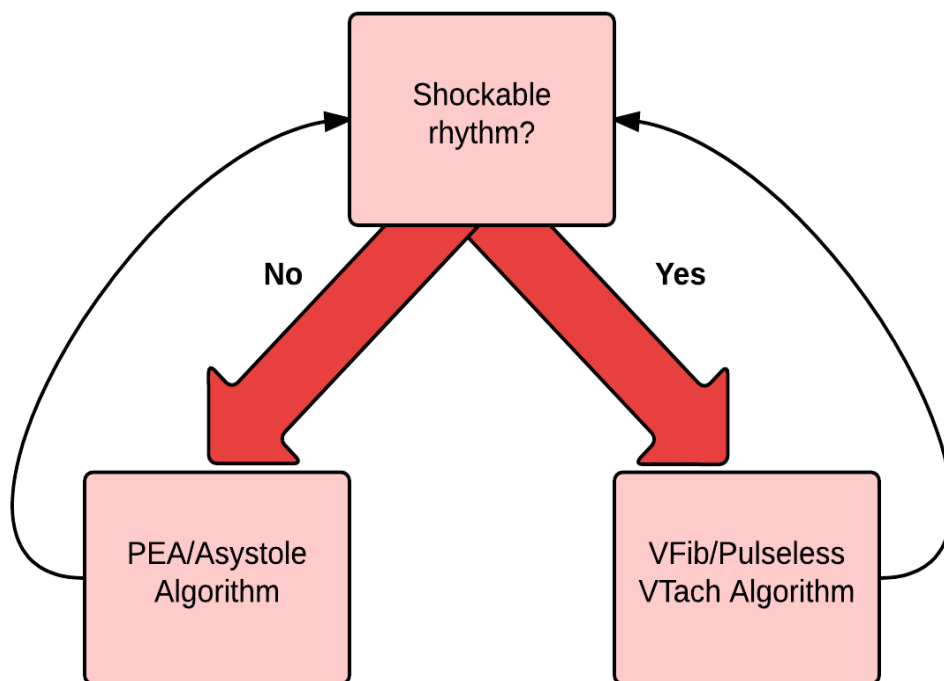 Shockable
rhythm?
No
Yes
PEA/Asystole
Algorithm
VFib/Pulseless
VTach Algorithm